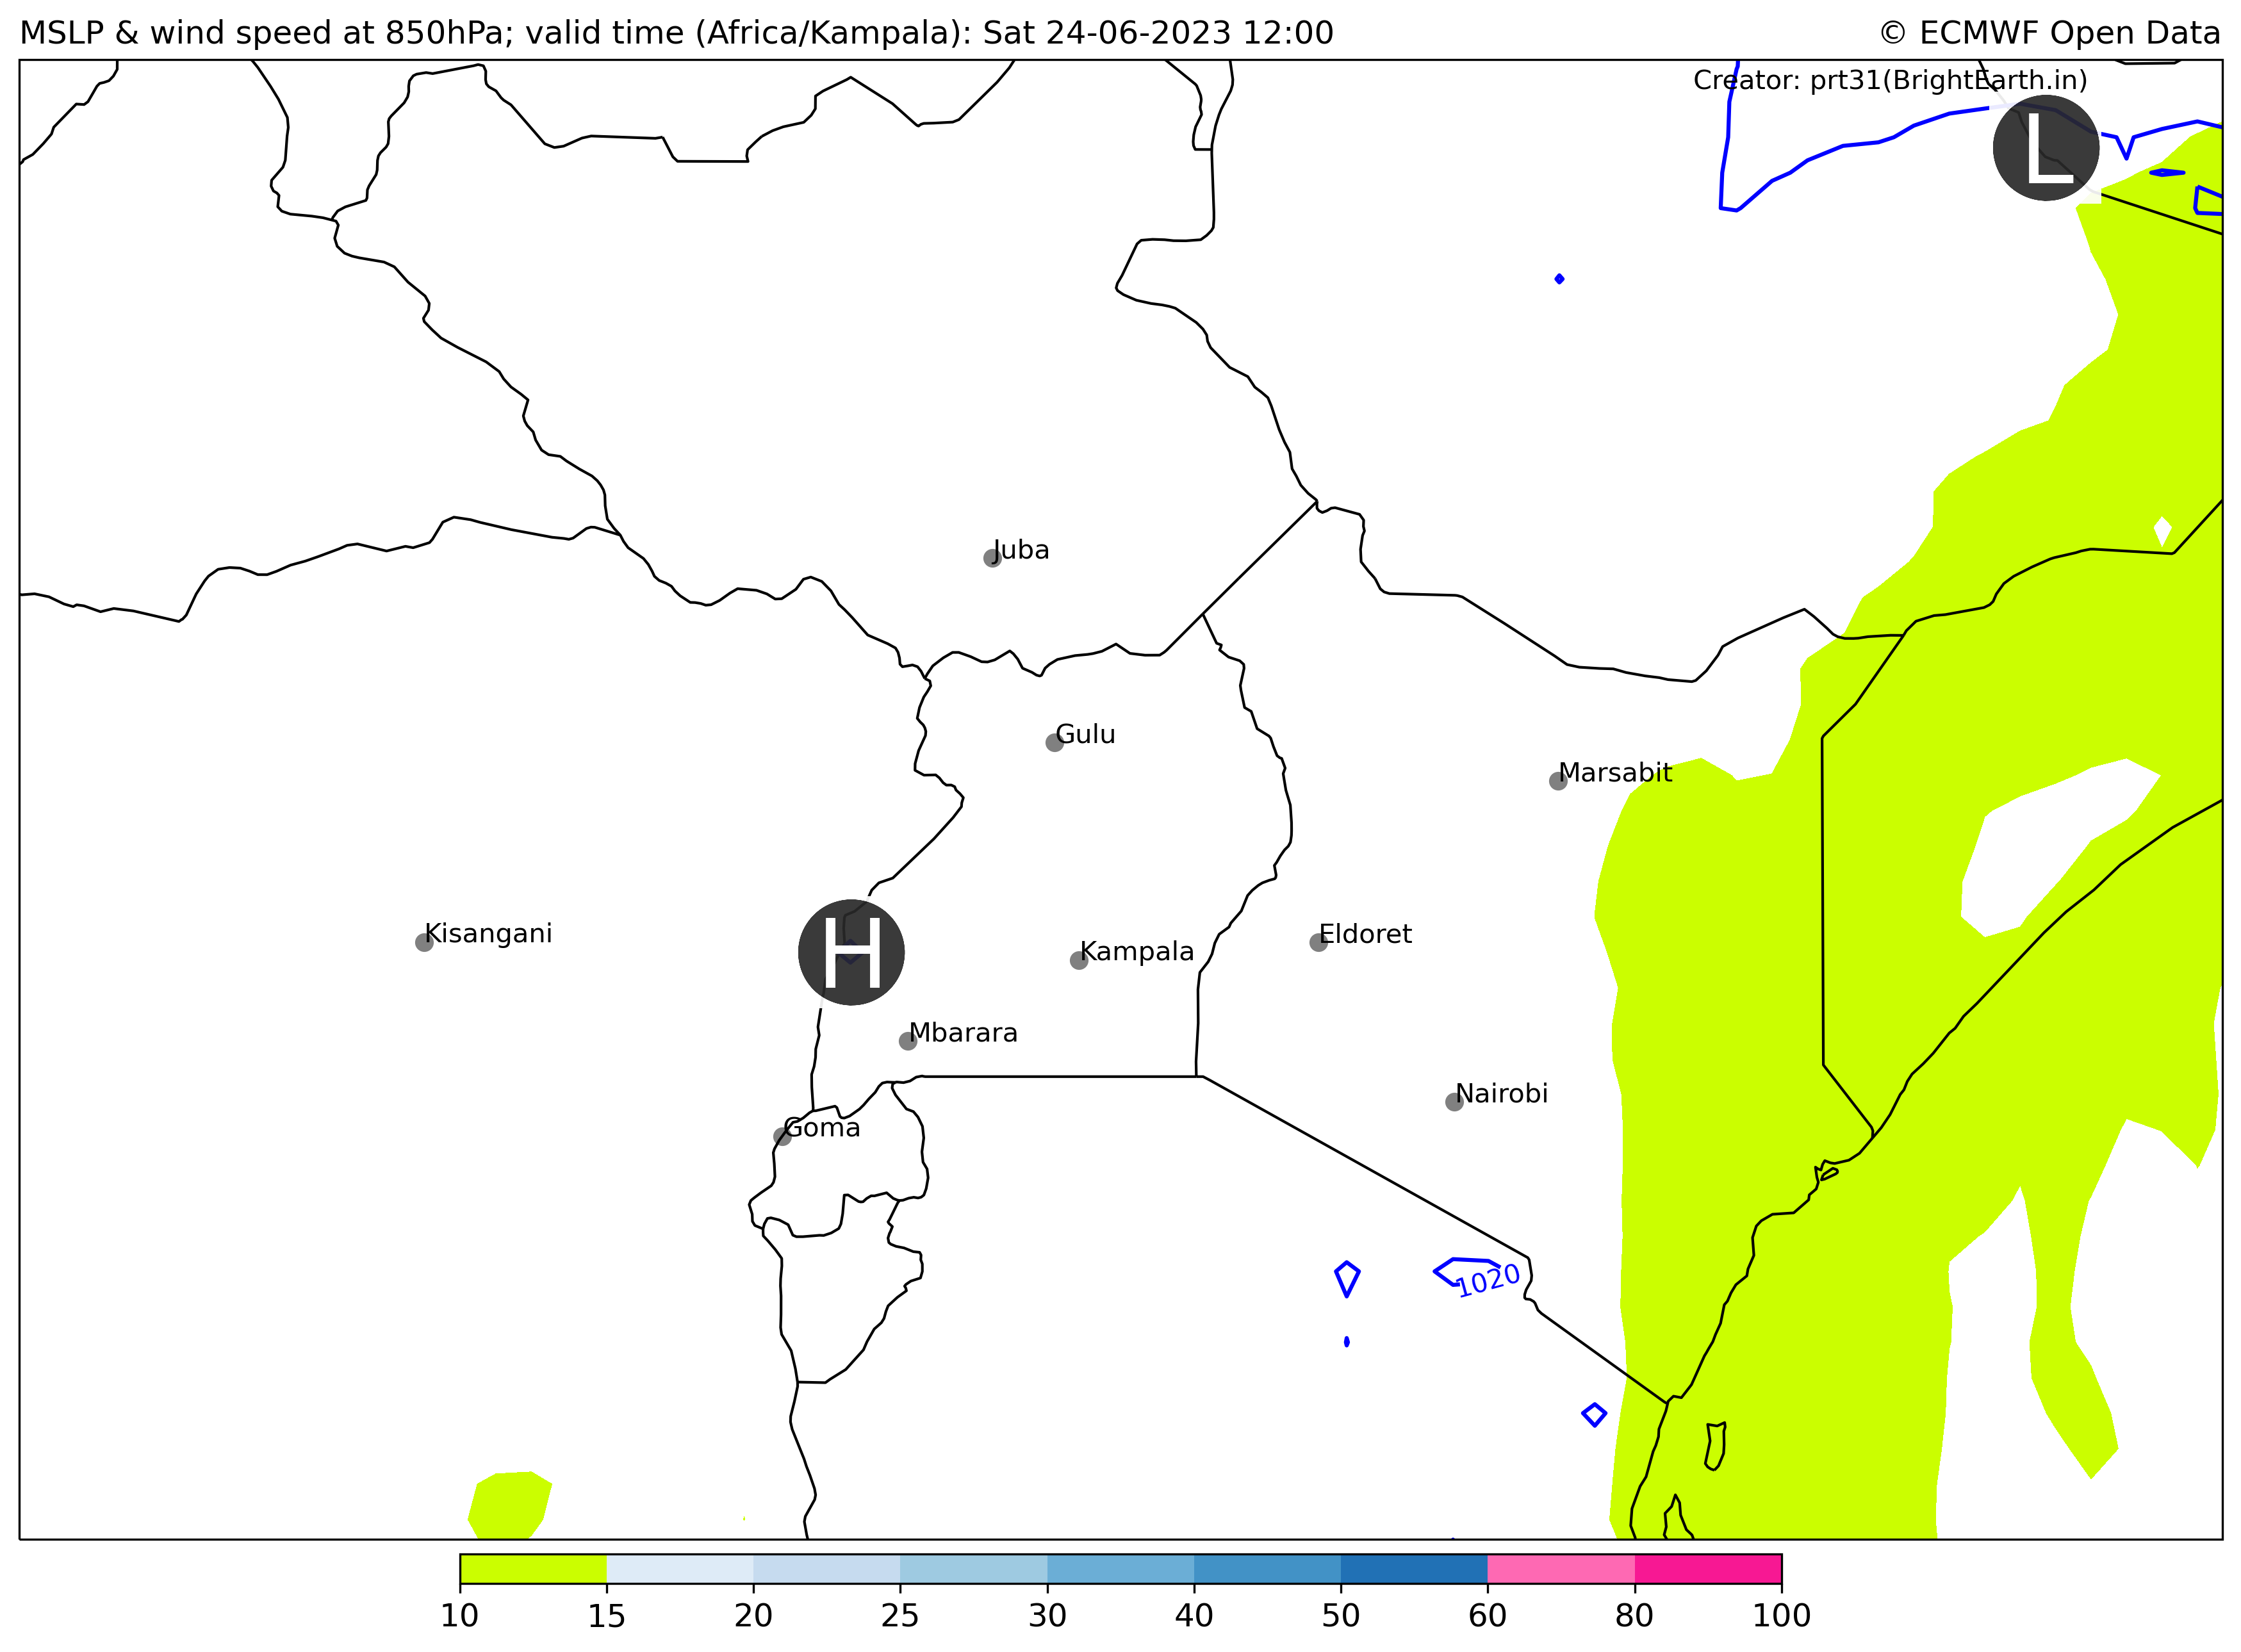 MSLP & wind speed at 850hPa; valid time (Africa/Kampala): Sat 24-06-2023 12:00
© ECMWF Open Data
Creator: prt31(BrightEarth.in)
L
Juba
Gulu
Marsabit
Kisangani
H
Kampala
Eldoret
Mbarara
Nairobi
Goma
1020
10 15 20 25 30 40 50 60 80 100